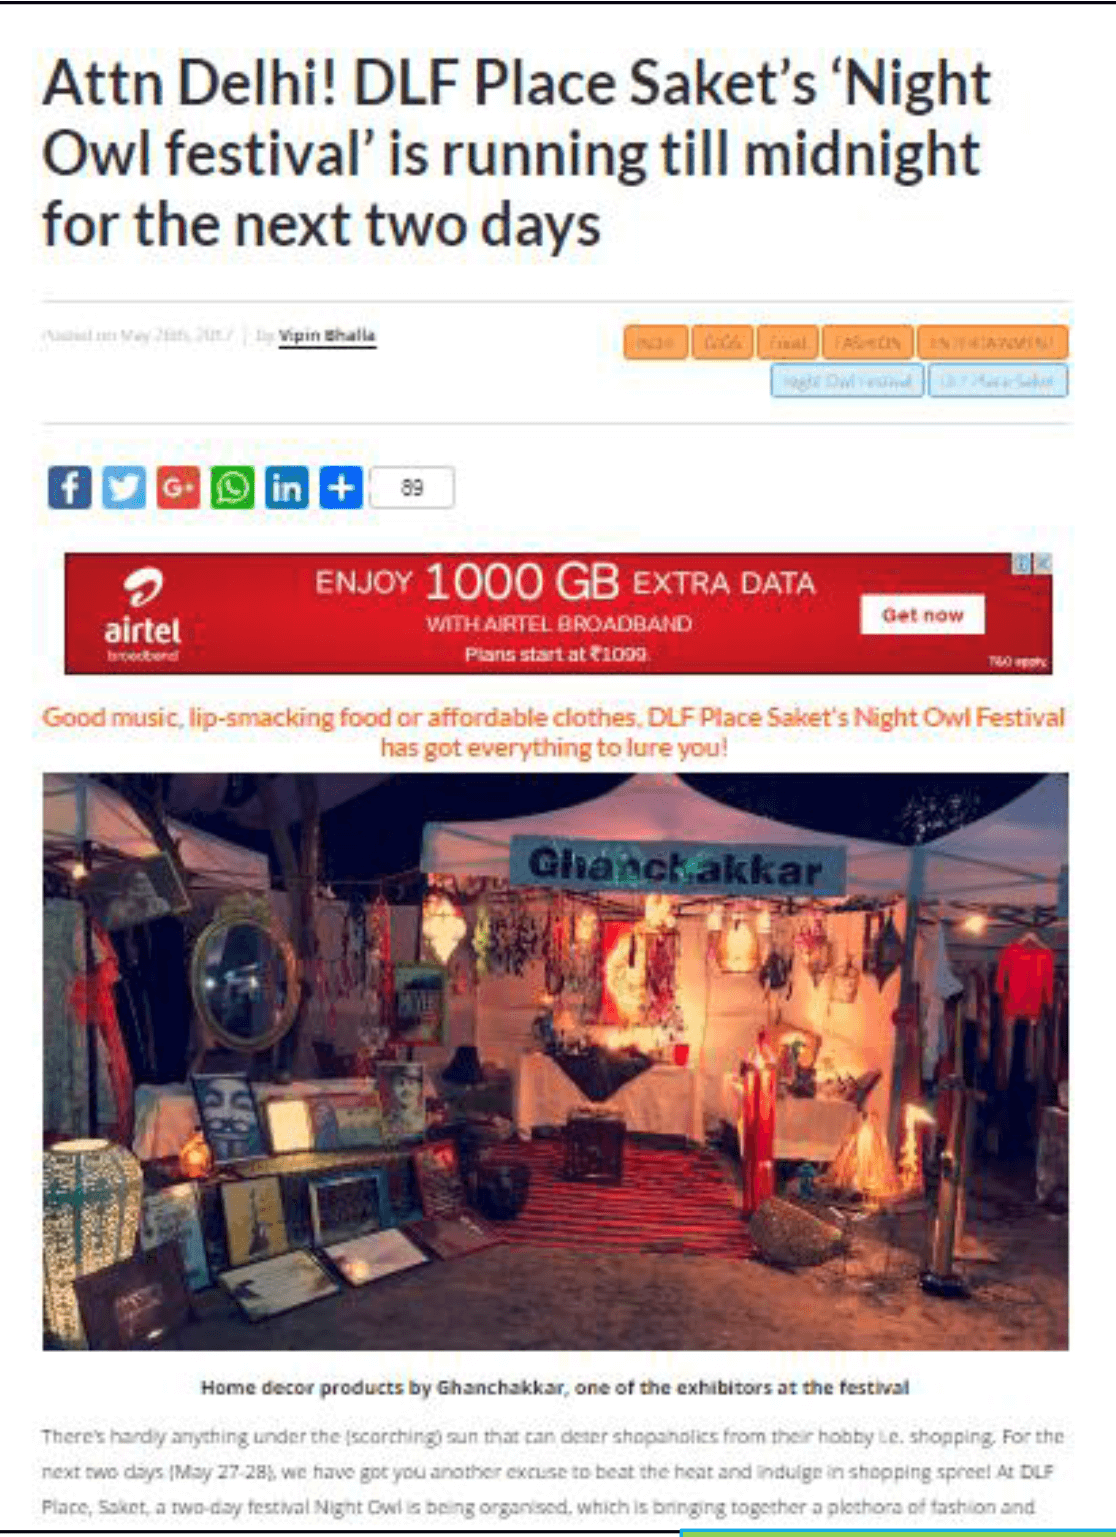 Attn Delhi! DLF Place Saket's 'Night
Owl festival' is running till midnight
for the next two days
Posted on May 26th, 2017 | by Vipin Bhalla
GIGS Food FASHION ENTERTAINMENT
Night Owl Festival DLF Place Saket
89
ENJOY 1000 GB EXTRA DATA
WITH AIRTEL BROADBAND
Plans start at ₹1099.
airtel
broadband
Get now
T&C apply.
Good music, lip-smacking food or affordable clothes, DLF Place Saket's Night Owl Festival
has got everything to lure you!
Ghanchakkar
Home decor products by Ghanchakkar, one of the exhibitors at the festival
There's hardly anything under the (scorching) sun that can deter shopaholics from their hobby i.e. shopping. For the
next two days (May 27-28), we have got you another excuse to beat the heat and indulge in shopping spree! At DLF
Place, Saket, a two-day festival Night Owl is being organised, which is bringing together a plethora of fashion and